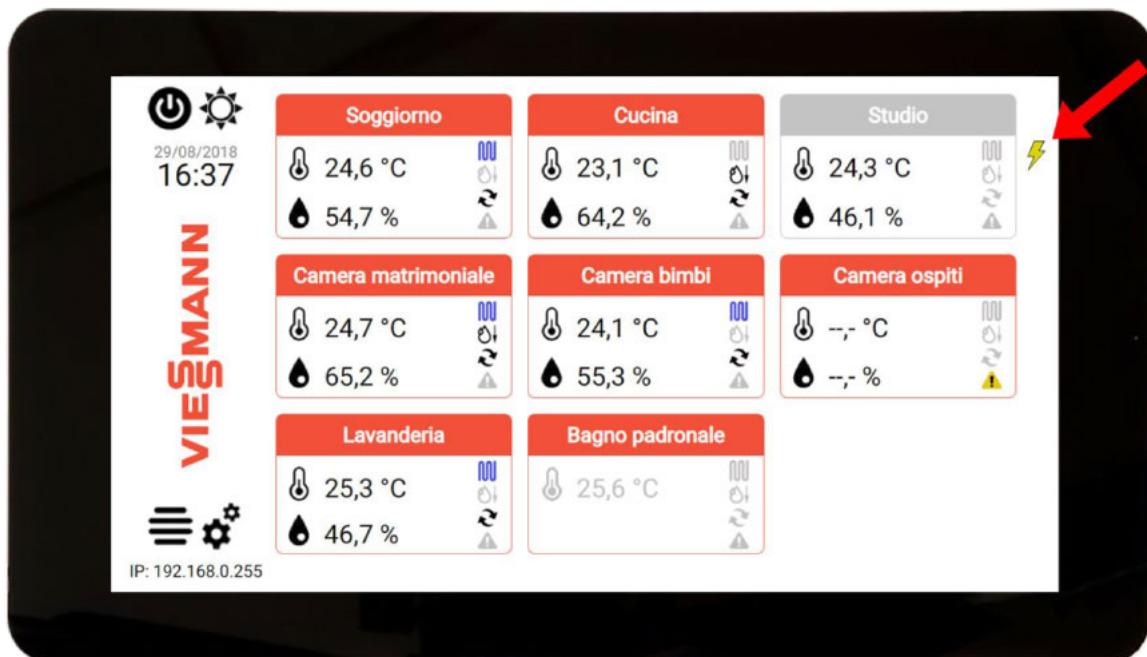 29/08/2018
16:37
VIESSMANN
IP: 192.168.0.255
Soggiorno
24,6 °C
54,7 %
Cucina
23,1 °C
64,2 %
Studio
24,3 °C
46,1 %
Camera matrimoniale
24,7 °C
65,2 %
Camera bimbi
24,1 °C
55,3 %
Camera ospiti
--,- °C
--,- %
Lavanderia
25,3 °C
46,7 %
Bagno padronale
25,6 °C